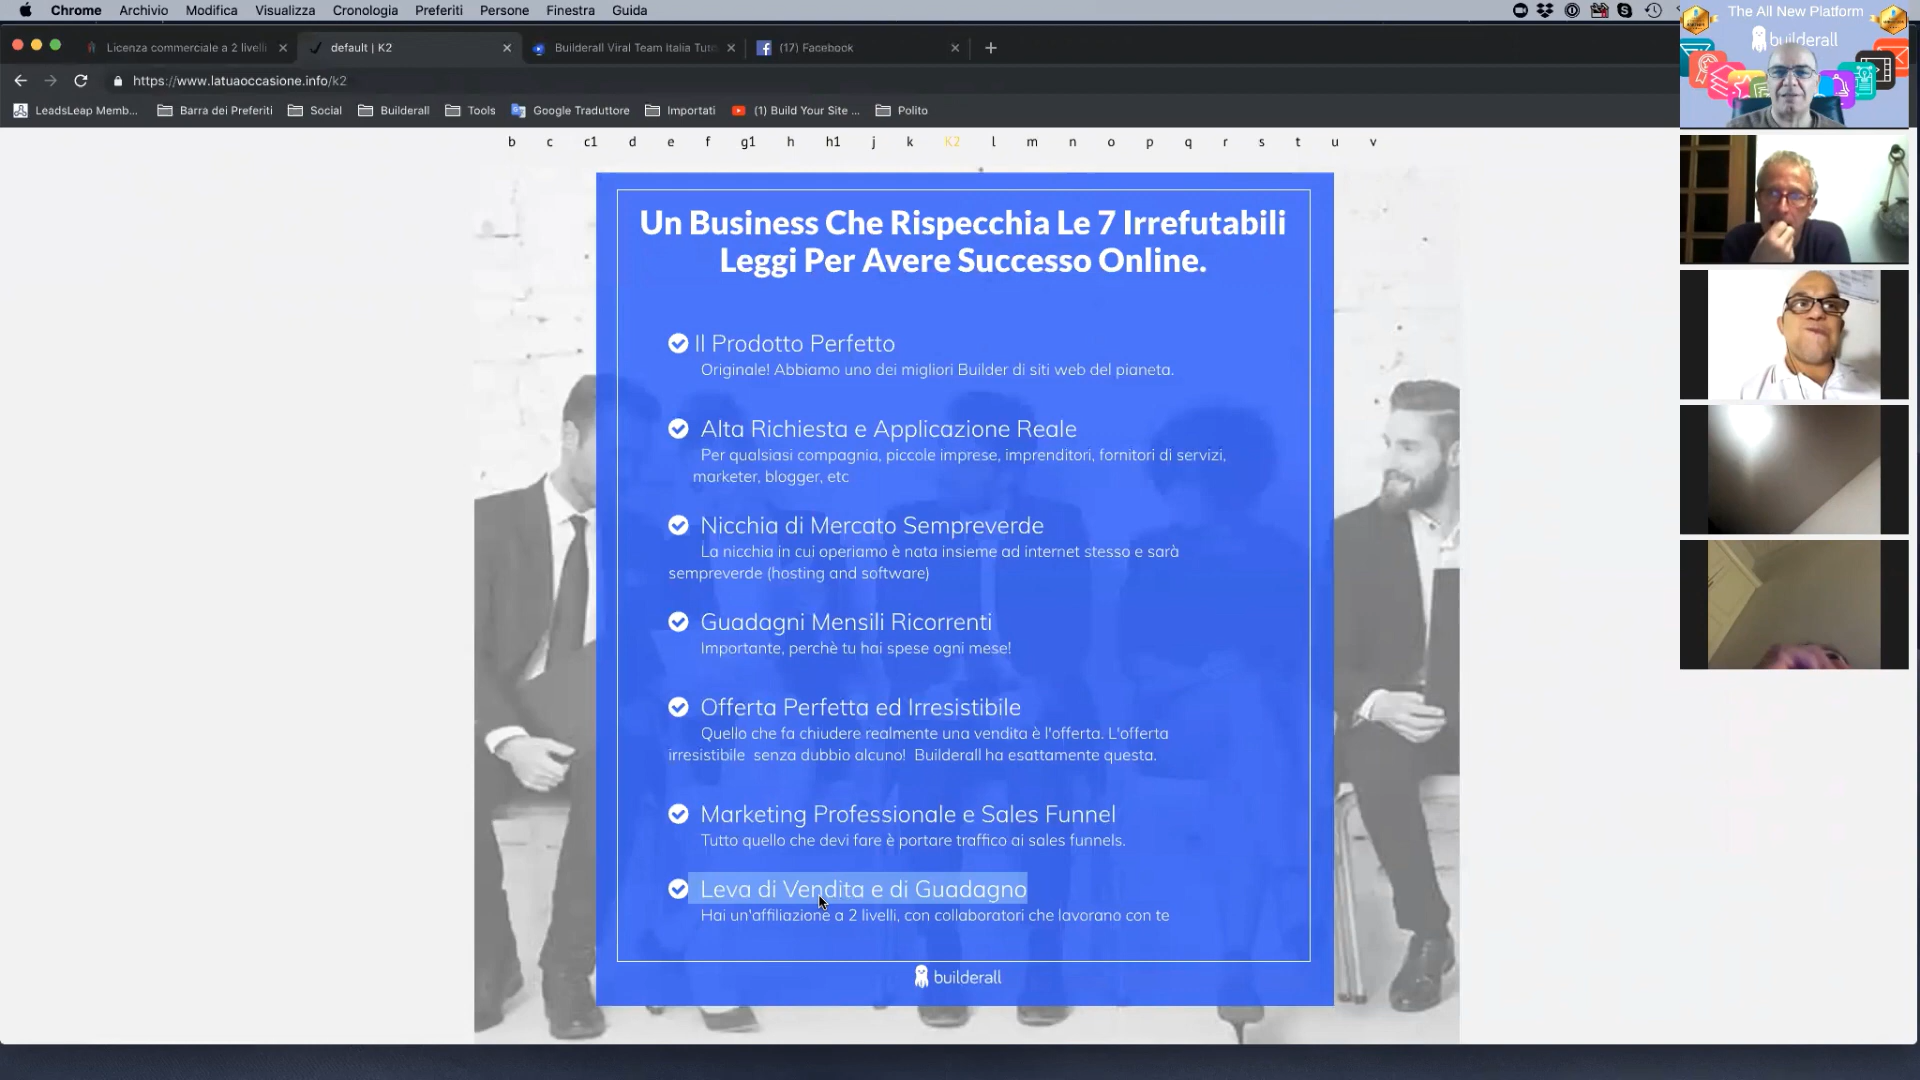 Chrome Archivio Modifica Visualizza Cronologia Preferiti Persone Finestra Guida
Licenza commerciale a 2 livelli
default | K2
Builderall Viral Team Italia Tuto
(17) Facebook
https://www.latuaoccasione.info/k2
LeadsLeap Memb... Barra dei Preferiti Social Builderall Tools Google Traduttore Importati (1) Build Your Site ... Polito
The All New Platform
builderall
b c c1 d e f g1 h h1 j k K2 l m n o p q r s t u v
Un Business Che Rispecchia Le 7 Irrefutabili
Leggi Per Avere Successo Online.
Il Prodotto Perfetto
Originale! Abbiamo uno dei migliori Builder di siti web del pianeta.
Alta Richiesta e Applicazione Reale
Per qualsiasi compagnia, piccole imprese, imprenditori, fornitori di servizi,
marketer, blogger, etc
Nicchia di Mercato Sempreverde
La nicchia in cui operiamo è nata insieme ad internet stesso e sarà
sempreverde (hosting and software)
Guadagni Mensili Ricorrenti
Importante, perchè tu hai spese ogni mese!
Offerta Perfetta ed Irresistibile
Quello che fa chiudere realmente una vendita è l'offerta. L'offerta
irresistibile senza dubbio alcuno! Builderall ha esattamente questa.
Marketing Professionale e Sales Funnel
Tutto quello che devi fare è portare traffico ai sales funnels.
Leva di Vendita e di Guadagno
Hai un'affiliazione a 2 livelli, con collaboratori che lavorano con te
builderall